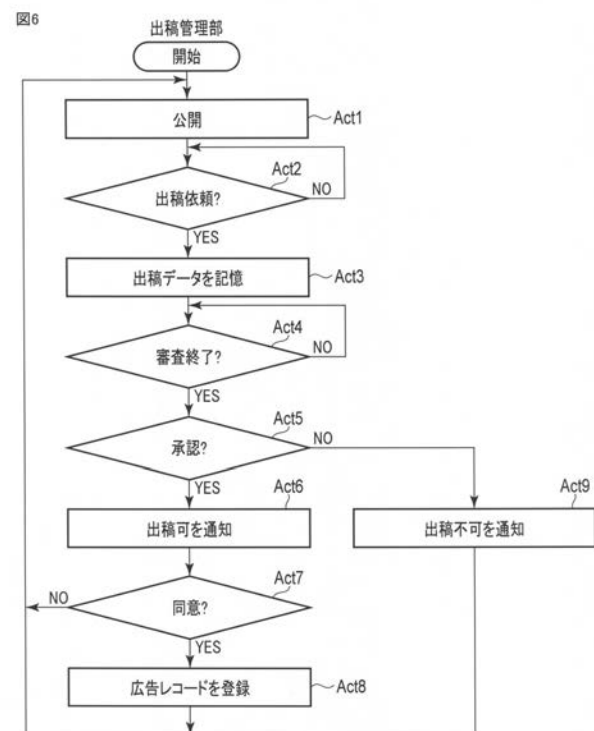 図6
出稿管理部
開始
公開
Act1
Act2
出稿依頼?
NO
YES
出稿データを記憶
Act3
Act4
審査終了?
NO
YES
Act5
承認?
NO
YES
Act6
Act9
出稿可を通知
出稿不可を通知
Act7
NO
同意?
YES
広告レコードを登録
Act8